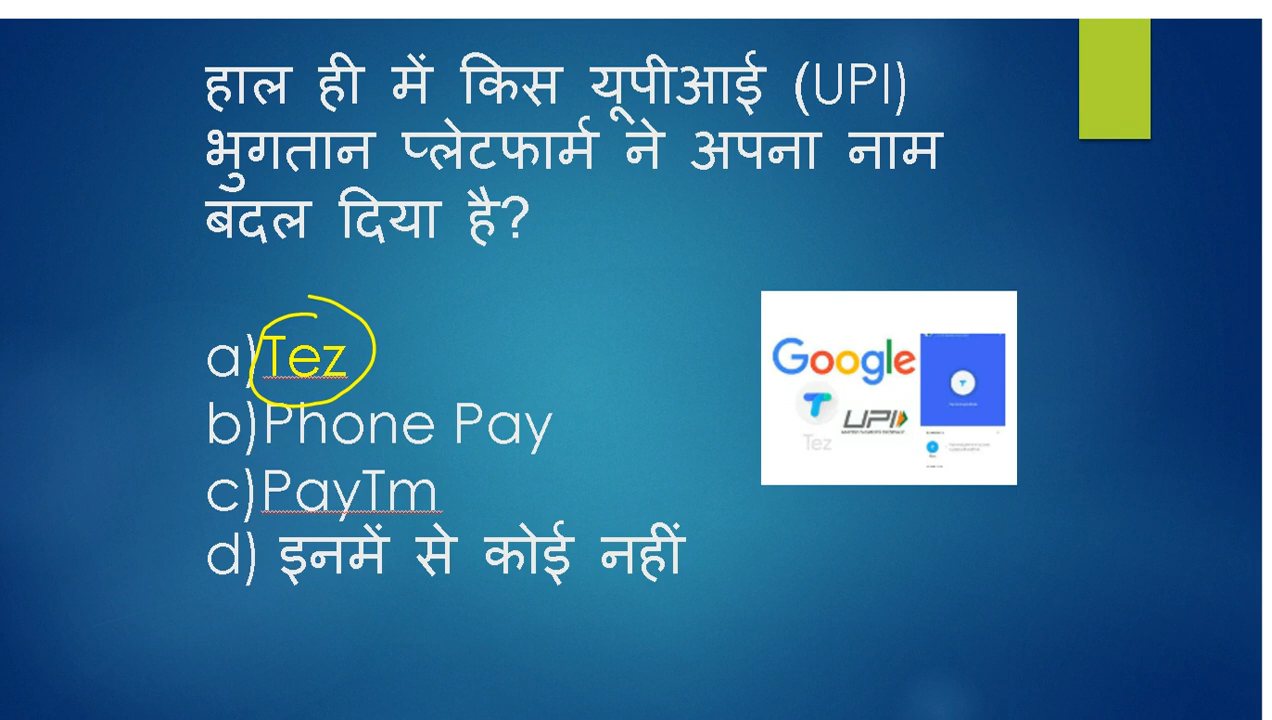 हाल ही में किस यूपीआई (UPI)
भुगतान प्लेटफार्म ने अपना नाम
बदल दिया है?
a)Tez
b)Phone Pay
c)PayTm
d) इनमें से कोई नहीं
Google
UPI
Tez